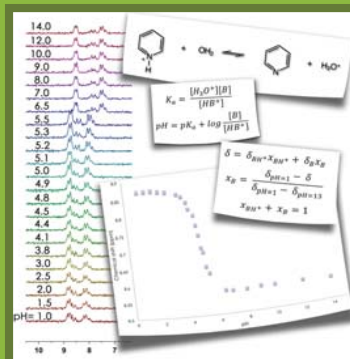 14.0
12.0
10.0
9.0
8.0
7.0
6.5
5.5
5.3
5.2
5.1
5.0
4.9
4.8
4.5
4.4
4.1
3.8
3.0
2.5
2.0
1.5
pH= 1.0
10 9 8 7
N
H
+ OH₂
N
+ H₃O⁺
Kₐ = [H₃O⁺][B] / [HB⁺]
pH = pKₐ + log [B] / [HB⁺]
δ = δ_BH⁺ x_BH⁺ + δ_B x_B
x_B = δ_pH=1 − δ / δ_pH=1 − δ_pH=13
x_BH⁺ + x_B = 1